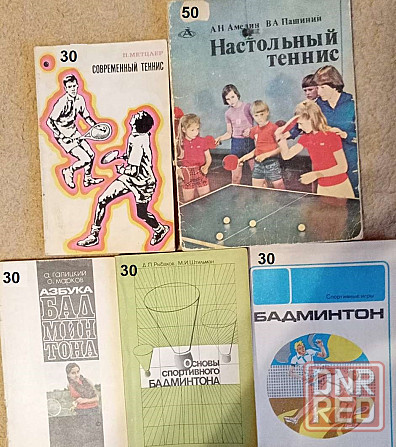 30
П. Метцлер
СОВРЕМЕННЫЙ ТЕННИС
50
А Н Амелин В А Пашинин
Настольный
теннис
30
А. ГАЛИЦКИЙ
О. МАРКОВ
АЗБУКА
БАД
МИН
ТОНА
30
Д. П. Рыбаков М. И. Штильман
Основы
спортивного
БАДМИНТОНА
30
Спортивные игры
БАДМИНТОН
DNR
RED